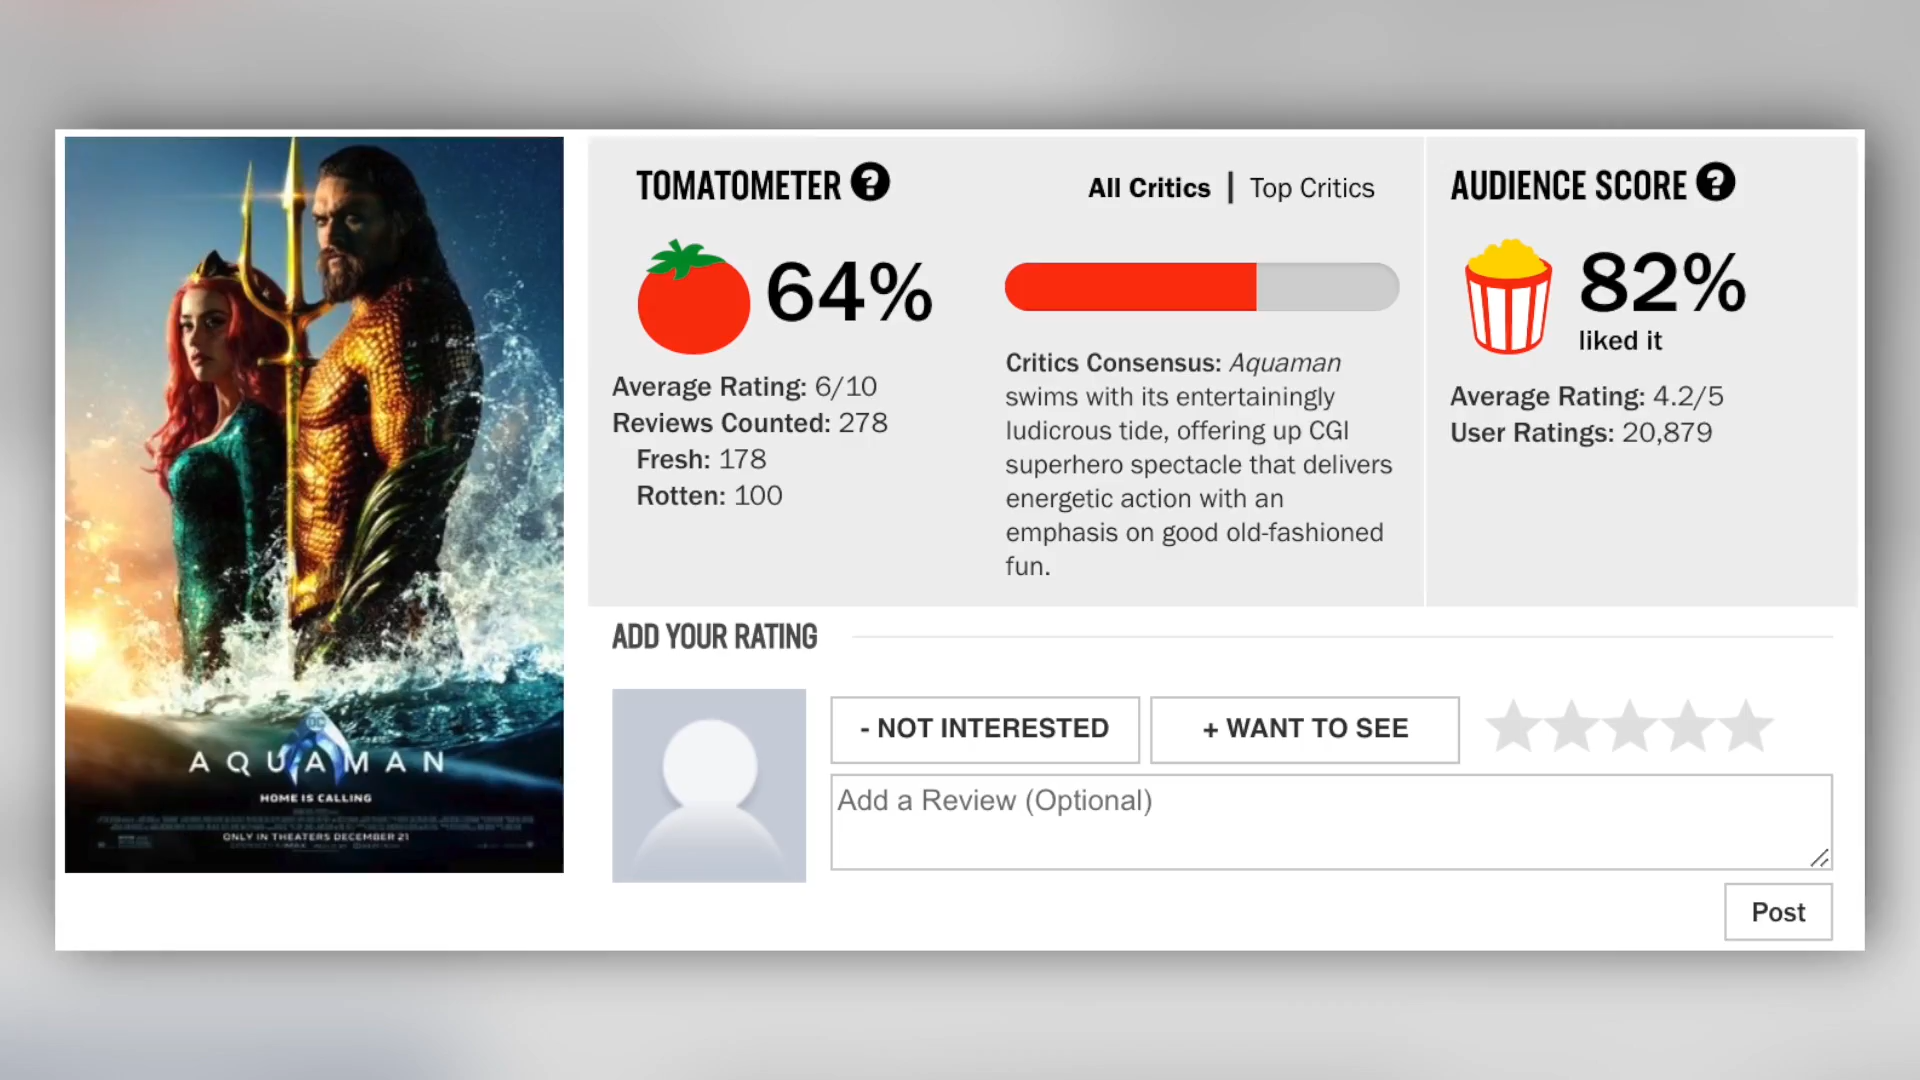 TOMATOMETER ?
All Critics | Top Critics
64%
Average Rating: 6/10
Reviews Counted: 278
Fresh: 178
Rotten: 100
Critics Consensus: Aquaman
swims with its entertainingly
ludicrous tide, offering up CGI
superhero spectacle that delivers
energetic action with an
emphasis on good old-fashioned
fun.
AUDIENCE SCORE ?
82%
liked it
Average Rating: 4.2/5
User Ratings: 20,879
DC
AQUAMAN
HOME IS CALLING
ONLY IN THEATERS DECEMBER 21
ADD YOUR RATING
- NOT INTERESTED
+ WANT TO SEE
Add a Review (Optional)
Post